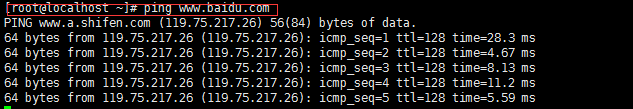 [root@localhost ~]# ping www.baidu.com
PING www.a.shifen.com (119.75.217.26) 56(84) bytes of data.
64 bytes from 119.75.217.26 (119.75.217.26): icmp_seq=1 ttl=128 time=28.3 ms
64 bytes from 119.75.217.26 (119.75.217.26): icmp_seq=2 ttl=128 time=4.67 ms
64 bytes from 119.75.217.26 (119.75.217.26): icmp_seq=3 ttl=128 time=8.13 ms
64 bytes from 119.75.217.26 (119.75.217.26): icmp_seq=4 ttl=128 time=11.2 ms
64 bytes from 119.75.217.26 (119.75.217.26): icmp_seq=5 ttl=128 time=5.59 ms